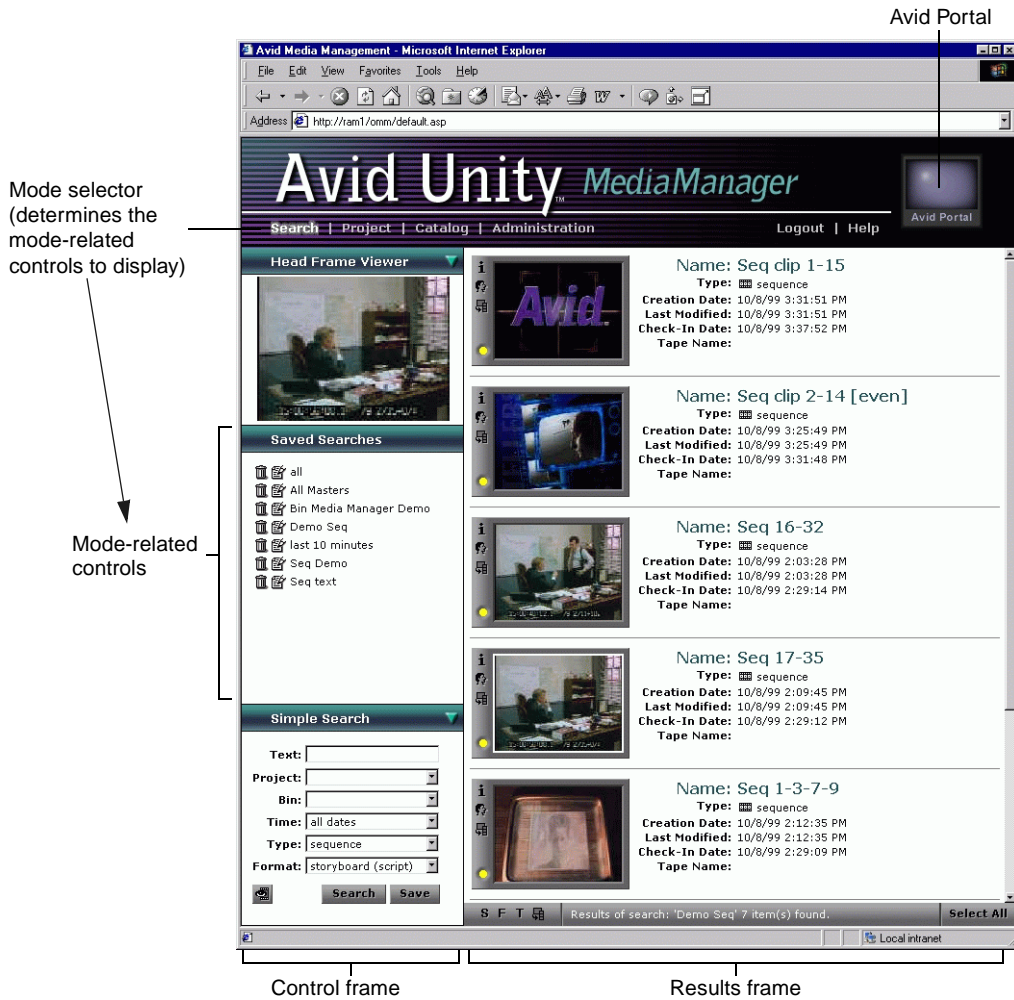 Avid Portal
Avid Media Management - Microsoft Internet Explorer
File Edit View Favorites Tools Help
Address http://ram1/omm/default.asp
Avid Unity™ MediaManager
Avid Portal
Search | Project | Catalog | Administration
Logout | Help
Mode selector
(determines the
mode-related
controls to display)
Mode-related
controls
Head Frame Viewer
Saved Searches
all
All Masters
Bin Media Manager Demo
Demo Seq
last 10 minutes
Seq Demo
Seq text
Simple Search
Text:
Project:
Bin:
Time: all dates
Type: sequence
Format: storyboard (script)
Search Save
Avid
Name: Seq clip 1-15
Type: sequence
Creation Date: 10/8/99 3:31:51 PM
Last Modified: 10/8/99 3:31:51 PM
Check-In Date: 10/8/99 3:37:52 PM
Tape Name:
Name: Seq clip 2-14 [even]
Type: sequence
Creation Date: 10/8/99 3:25:49 PM
Last Modified: 10/8/99 3:25:49 PM
Check-In Date: 10/8/99 3:31:48 PM
Tape Name:
Name: Seq 16-32
Type: sequence
Creation Date: 10/8/99 2:03:28 PM
Last Modified: 10/8/99 2:03:28 PM
Check-In Date: 10/8/99 2:29:14 PM
Tape Name:
Name: Seq 17-35
Type: sequence
Creation Date: 10/8/99 2:09:45 PM
Last Modified: 10/8/99 2:09:45 PM
Check-In Date: 10/8/99 2:29:12 PM
Tape Name:
Name: Seq 1-3-7-9
Type: sequence
Creation Date: 10/8/99 2:12:35 PM
Last Modified: 10/8/99 2:12:35 PM
Check-In Date: 10/8/99 2:29:09 PM
Tape Name:
S F T Results of search: 'Demo Seq' 7 item(s) found. Select All
Local intranet
Control frame
Results frame